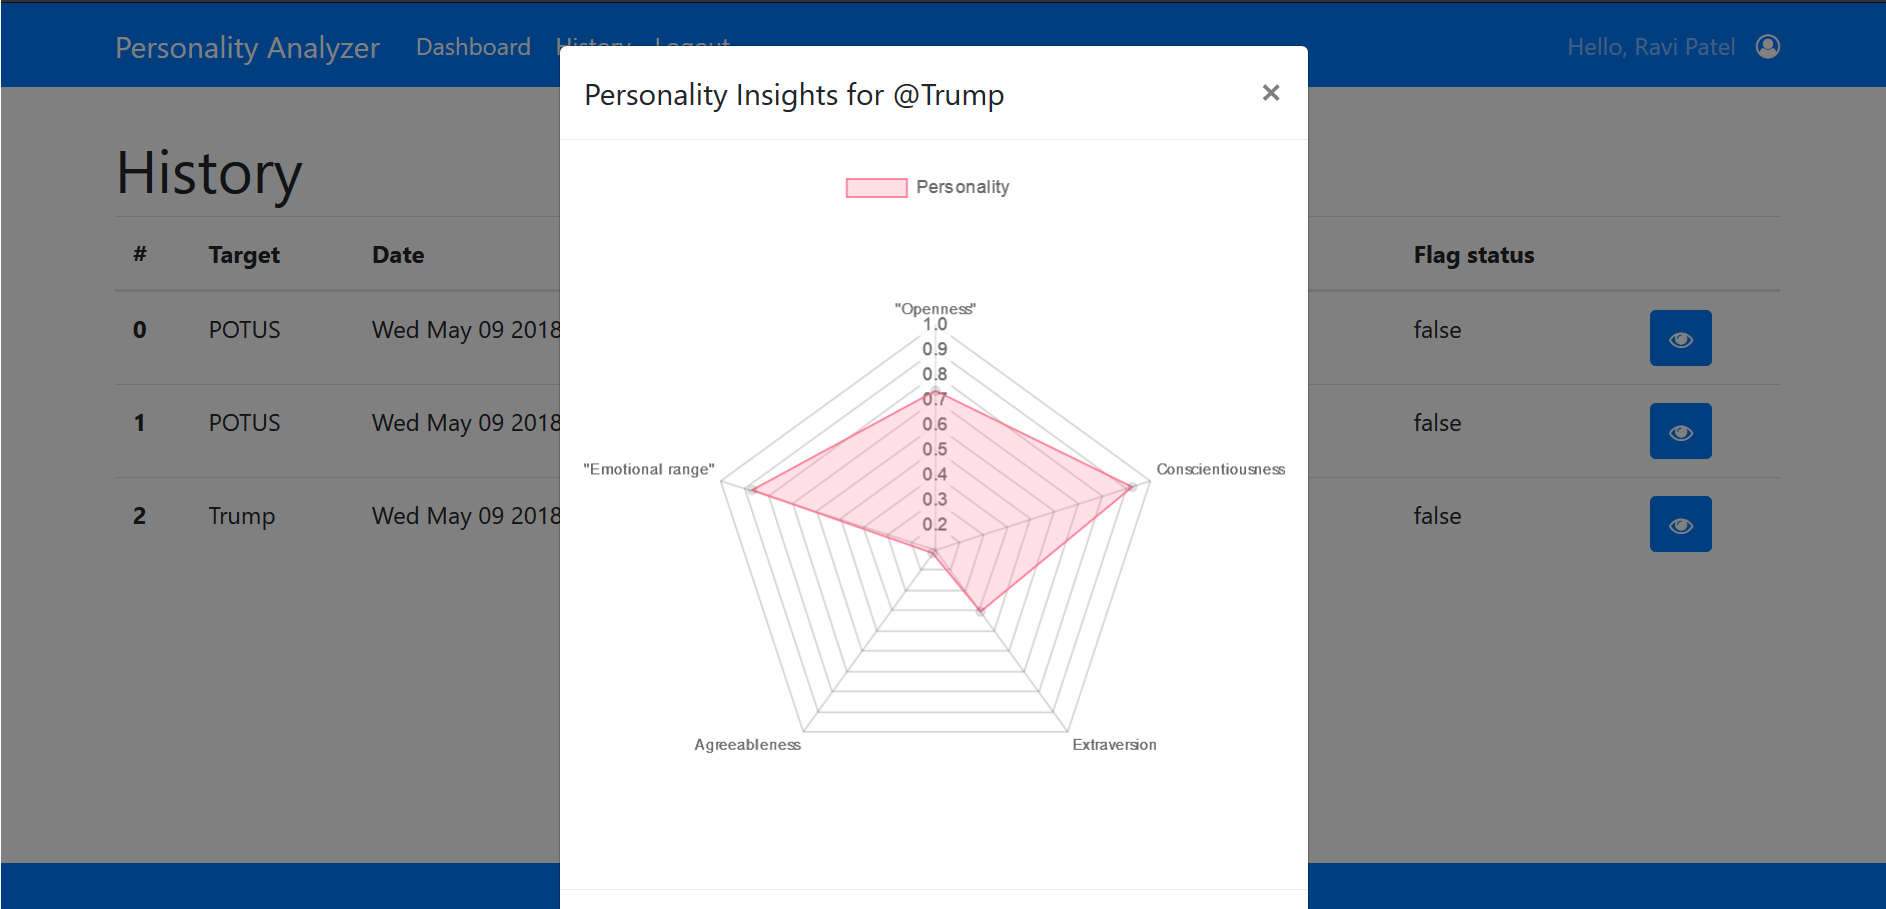 Personality Analyzer Dashboard History Logout Hello, Ravi Patel
Personality Insights for @Trump ×
History
Personality
# Target Date Flag status
0 POTUS Wed May 09 2018 false
1 POTUS Wed May 09 2018 false
2 Trump Wed May 09 2018 false
"Openness"
1.0
0.9
0.8
0.7
0.6
0.5
0.4
0.3
0.2
"Emotional range"
Conscientiousness
Agreeableness
Extraversion